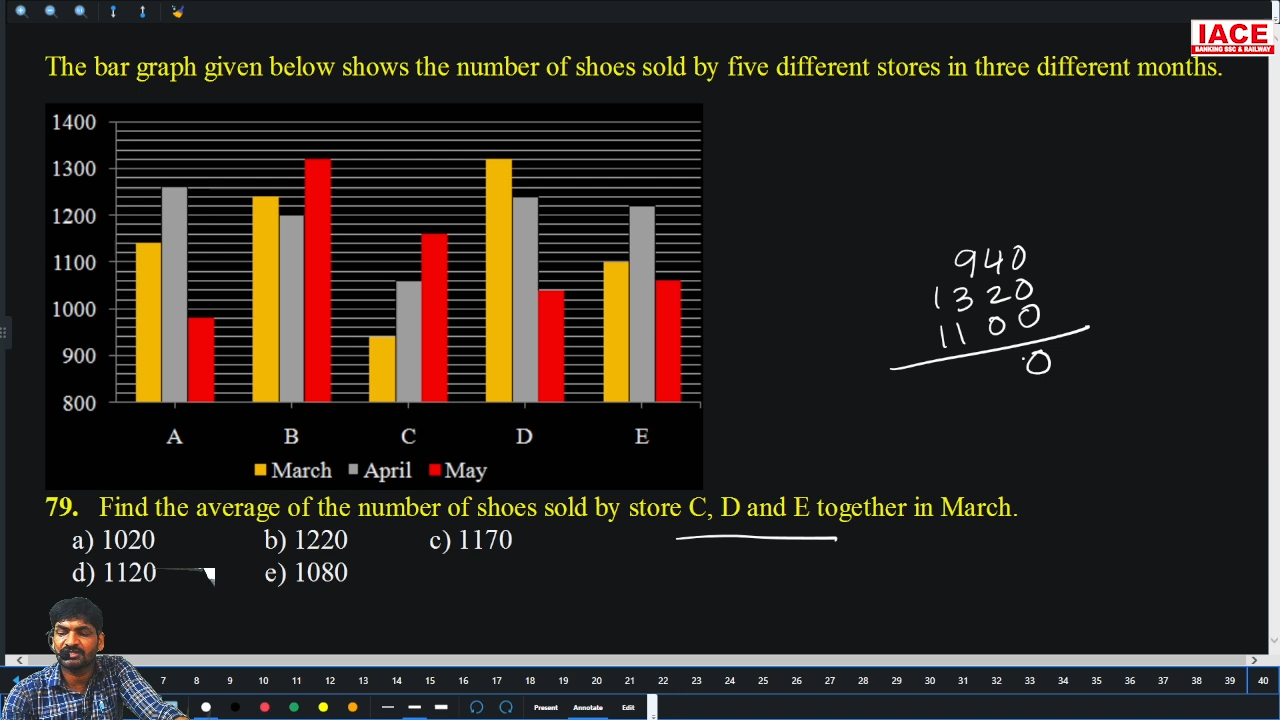 IACE
BANKING SSC & RAILWAY
The bar graph given below shows the number of shoes sold by five different stores in three different months.
1400
1300
1200
1100
1000
900
800
A B C D E
March April May
940
1320
1100
0
79. Find the average of the number of shoes sold by store C, D and E together in March.
a) 1020 b) 1220 c) 1170
d) 1120 e) 1080
7 8 9 10 11 12 13 14 15 16 17 18 19 20 21 22 23 24 25 26 27 28 29 30 31 32 33 34 35 36 37 38 39 40
Present Annotate Edit